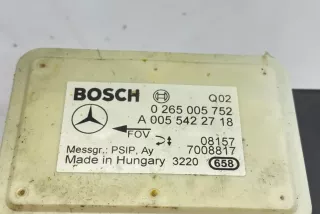 BOSCH Q02
0 265 005 752
A 005 542 27 18
FOV 08157
Messgr.: PSIP, Ay 7008817
Made in Hungary 3220 658